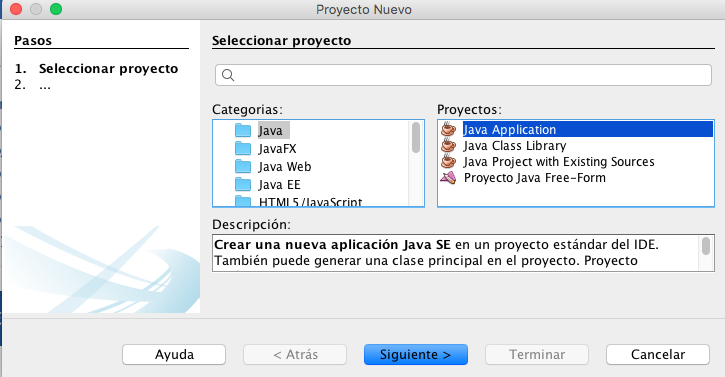 Proyecto Nuevo
Pasos
1. Seleccionar proyecto
2. ...
Seleccionar proyecto
Categorias:
Java
JavaFX
Java Web
Java EE
HTML5/JavaScript
Proyectos:
Java Application
Java Class Library
Java Project with Existing Sources
Proyecto Java Free-Form
Descripción:
Crear una nueva aplicación Java SE en un proyecto estándar del IDE.
También puede generar una clase principal en el proyecto. Proyecto
Ayuda
< Atrás
Siguiente >
Terminar
Cancelar